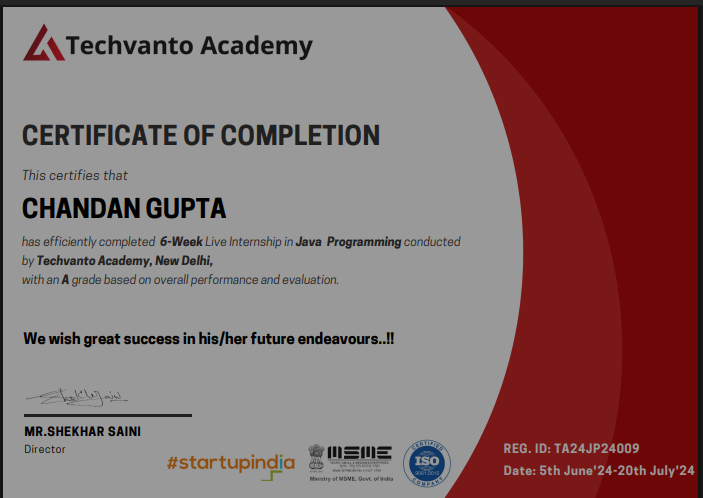 Techvanto Academy
CERTIFICATE OF COMPLETION
This certifies that
CHANDAN GUPTA
has efficiently completed 6-Week Live Internship in Java Programming conducted
by Techvanto Academy, New Delhi,
with an A grade based on overall performance and evaluation.
We wish great success in his/her future endeavours..!!
MR.SHEKHAR SAINI
Director
#startupindia
MSME
Ministry of MSME, Govt. of India
CERTIFIED
ISO
9001:2015
COMPANY
REG. ID: TA24JP24009
Date: 5th June'24-20th July'24